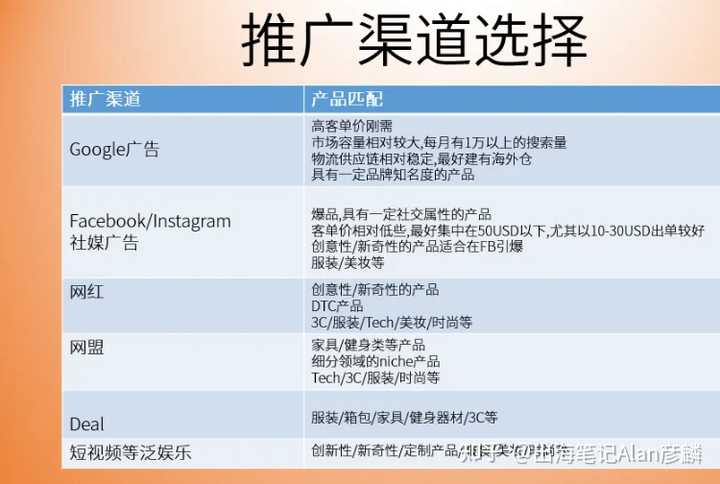 推广渠道选择
推广渠道
产品匹配
Google广告
高客单价刚需
市场容量相对较大,每月有1万以上的搜索量
物流供应链相对稳定,最好建有海外仓
具有一定品牌知名度的产品
Facebook/Instagram
社媒广告
爆品,具有一定社交属性的产品
客单价相对低些,最好集中在50USD以下,尤其以10-30USD出单较好
创意性/新奇性的产品适合在FB引爆
服装/美妆等
网红
创意性/新奇性的产品
DTC产品
3C/服装/Tech/美妆/时尚等
网盟
家具/健身类等产品
细分领域的niche产品
Tech/3C/服装/时尚等
Deal
服装/箱包/家具/健身器材/3C等
短视频等泛娱乐
创新性/新奇性/定制产品/服装/美妆/时尚等
知乎 @出海笔记Alan彦麟